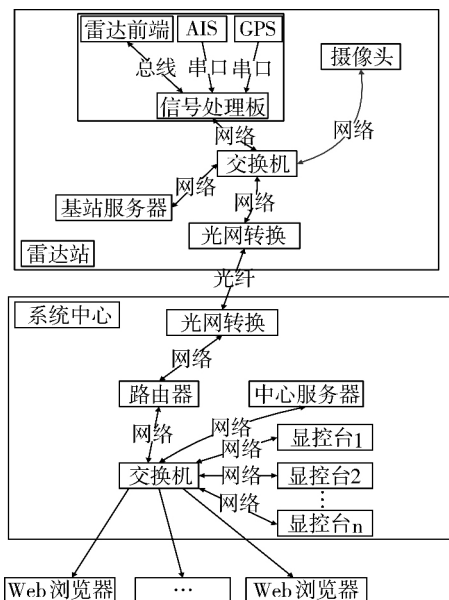 雷达前端
AIS
GPS
摄像头
总线
串口
串口
信号处理板
网络
网络
交换机
网络
网络
基站服务器
光网转换
雷达站
光纤
系统中心
光网转换
网络
路由器
中心服务器
网络
网络
显控台1
网络
交换机
网络
显控台2
网络
⋮
显控台n
Web浏览器
…
Web浏览器